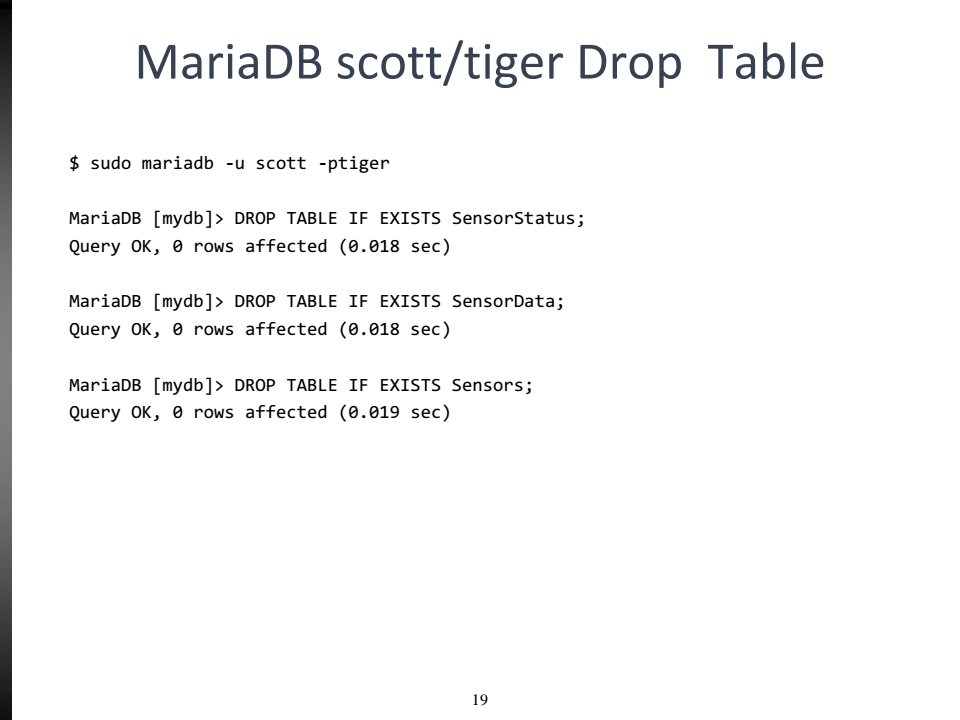 MariaDB scott/tiger Drop  Table
$ sudo mariadb -u scott -ptiger
MariaDB [mydb]> DROP TABLE IF EXISTS SensorStatus;
Query OK, 0 rows affected (0.018 sec)
MariaDB [mydb]> DROP TABLE IF EXISTS SensorData;
Query OK, 0 rows affected (0.018 sec)
MariaDB [mydb]> DROP TABLE IF EXISTS Sensors;
Query OK, 0 rows affected (0.019 sec)
19